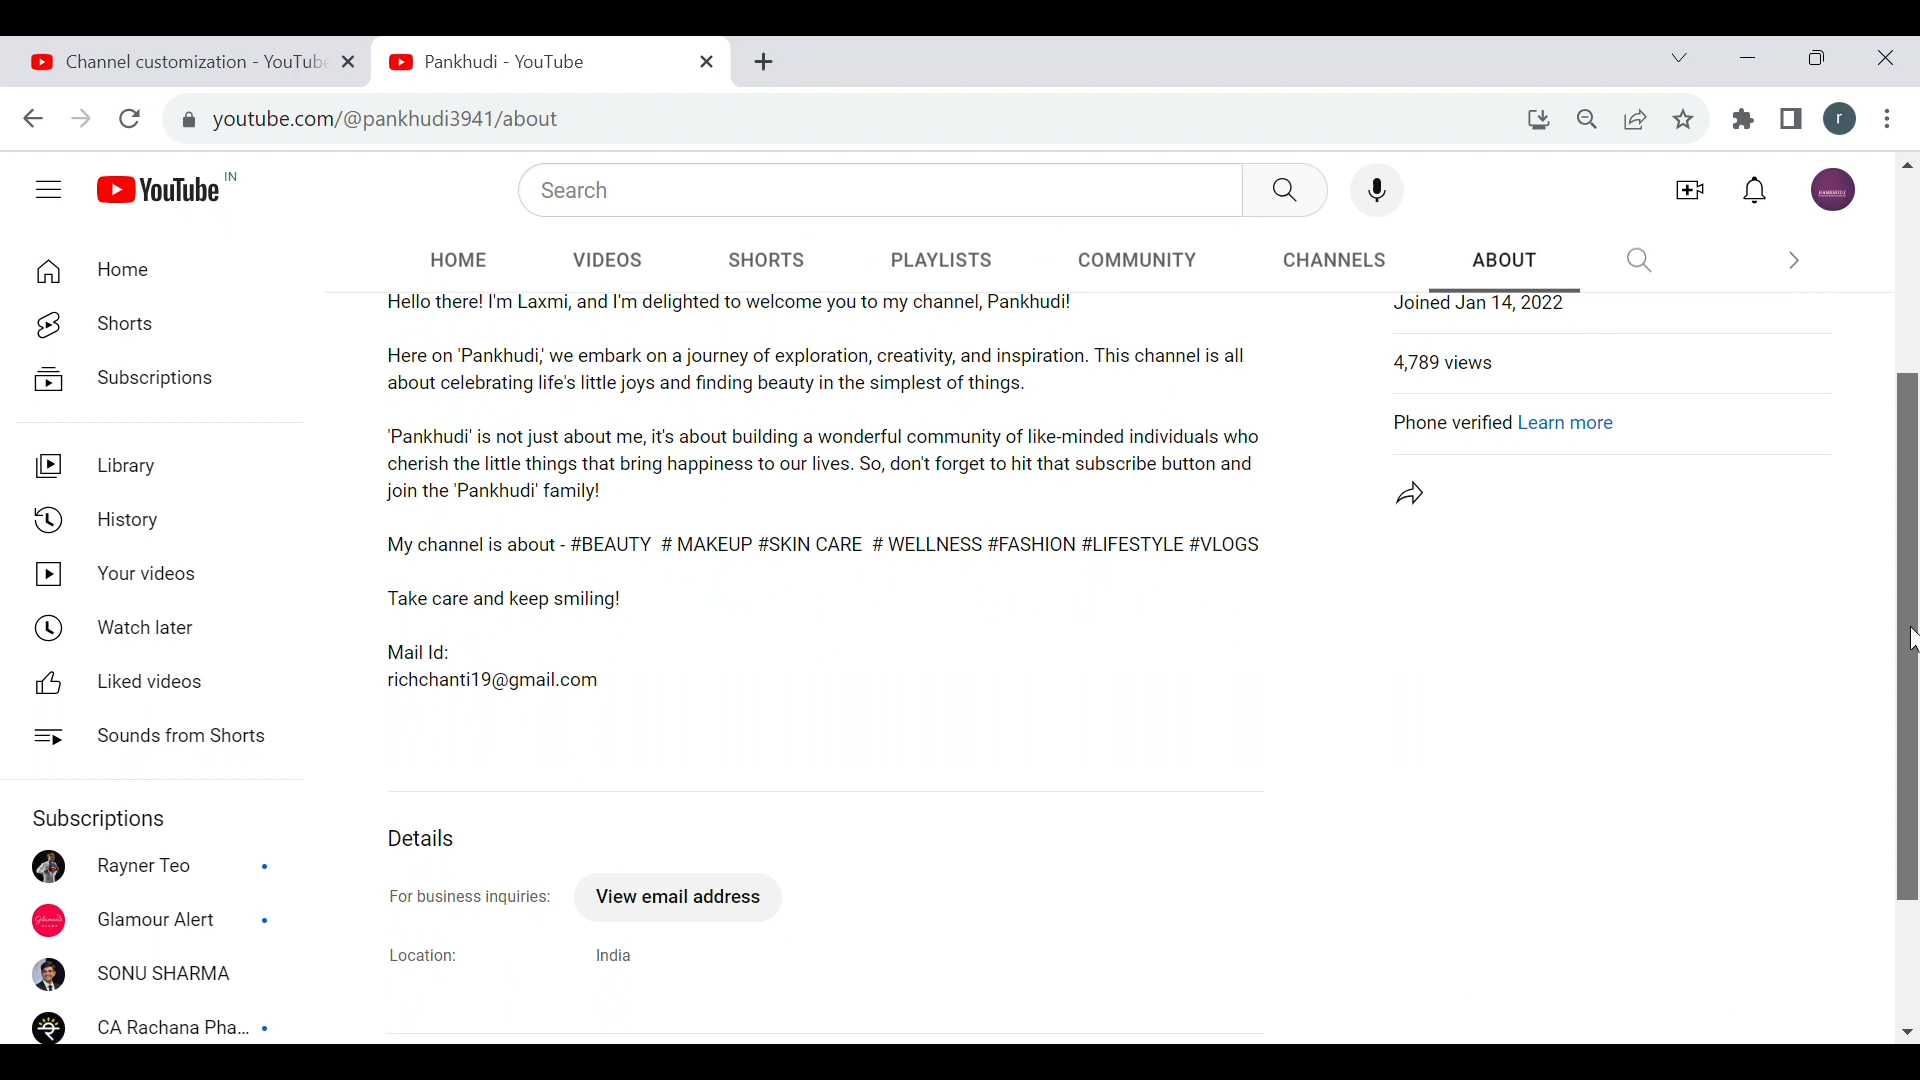 Channel customization - YouTube
Pankhudi - YouTube
youtube.com/@pankhudi3941/about
r
YouTube IN
Search
PANKHUDI
HOME VIDEOS SHORTS PLAYLISTS COMMUNITY CHANNELS ABOUT
Home
Shorts
Subscriptions
Library
History
Your videos
Watch later
Liked videos
Sounds from Shorts
Subscriptions
Rayner Teo
Glamour Alert
SONU SHARMA
CA Rachana Pha...
Hello there! I'm Laxmi, and I'm delighted to welcome you to my channel, Pankhudi!
Here on 'Pankhudi,' we embark on a journey of exploration, creativity, and inspiration. This channel is all
about celebrating life's little joys and finding beauty in the simplest of things.
'Pankhudi' is not just about me, it's about building a wonderful community of like-minded individuals who
cherish the little things that bring happiness to our lives. So, don't forget to hit that subscribe button and
join the 'Pankhudi' family!
My channel is about - #BEAUTY # MAKEUP #SKIN CARE # WELLNESS #FASHION #LIFESTYLE #VLOGS
Take care and keep smiling!
Mail Id:
richchanti19@gmail.com
Details
For business inquiries: View email address
Location: India
Joined Jan 14, 2022
4,789 views
Phone verified Learn more